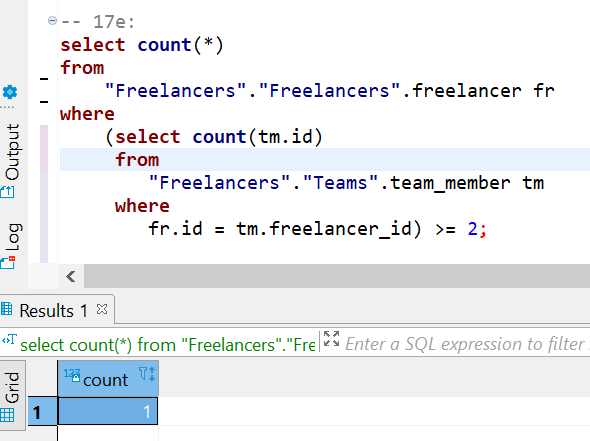 -- 17e:
select count(*)
from
"Freelancers"."Freelancers".freelancer fr
where
(select count(tm.id)
from
"Freelancers"."Teams".team_member tm
where
fr.id = tm.freelancer_id) >= 2;
Output
Log
Results 1
select count(*) from "Freelancers"."Fre
Enter a SQL expression to filter
Grid
123 count
1 1